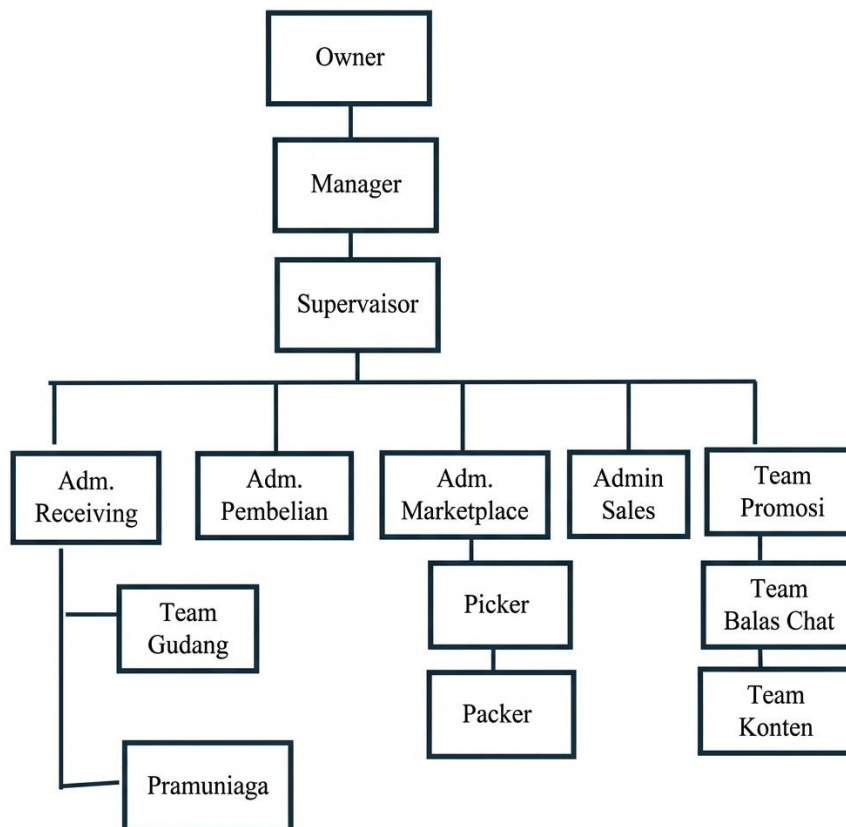 Owner
Manager
Supervaisor
Adm.
Receiving
Adm.
Pembelian
Adm.
Marketplace
Admin
Sales
Team
Promosi
Team
Gudang
Picker
Team
Balas Chat
Packer
Team
Konten
Pramuniaga